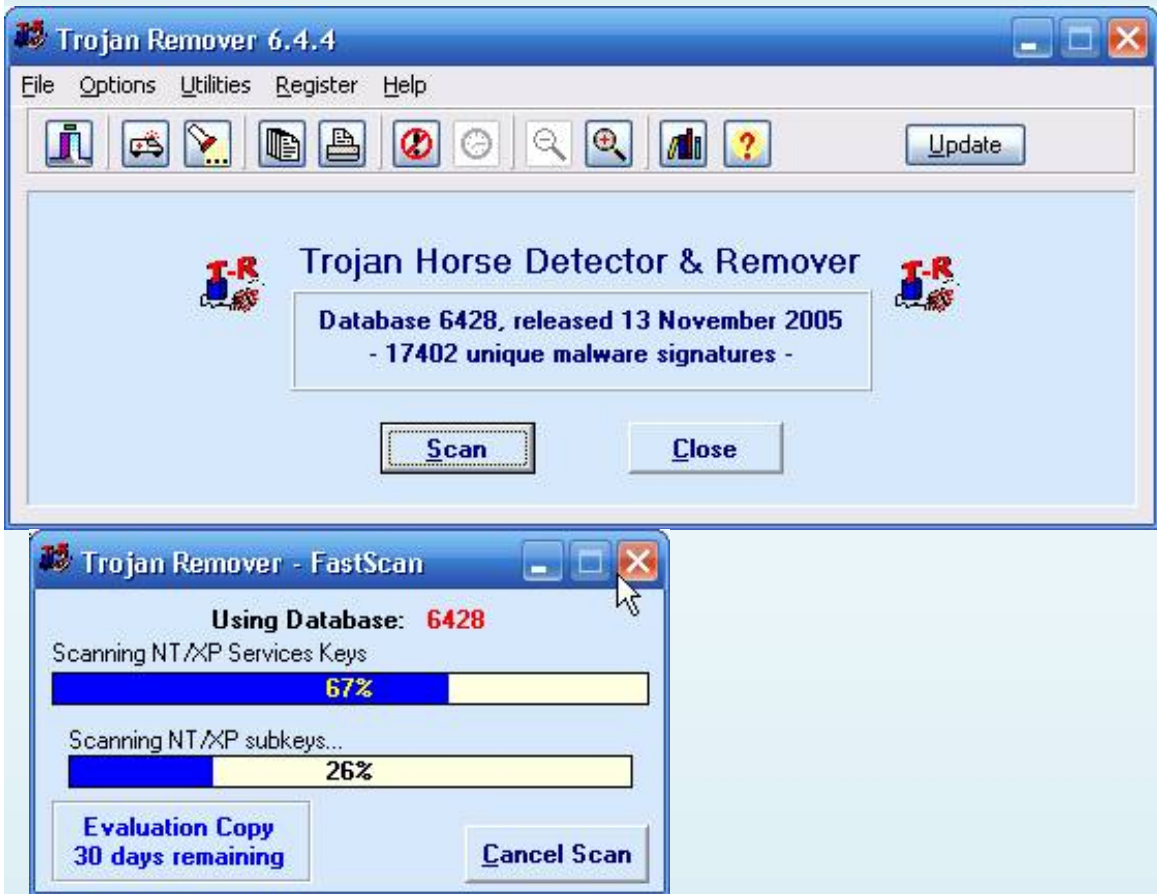 Trojan Remover 6.4.4
File Options Utilities Register Help
Update
T-R
Trojan Horse Detector & Remover
T-R
Database 6428, released 13 November 2005
- 17402 unique malware signatures -
Scan
Close
Trojan Remover - FastScan
Using Database: 6428
Scanning NT/XP Services Keys
67%
Scanning NT/XP subkeys...
26%
Evaluation Copy
30 days remaining
Cancel Scan